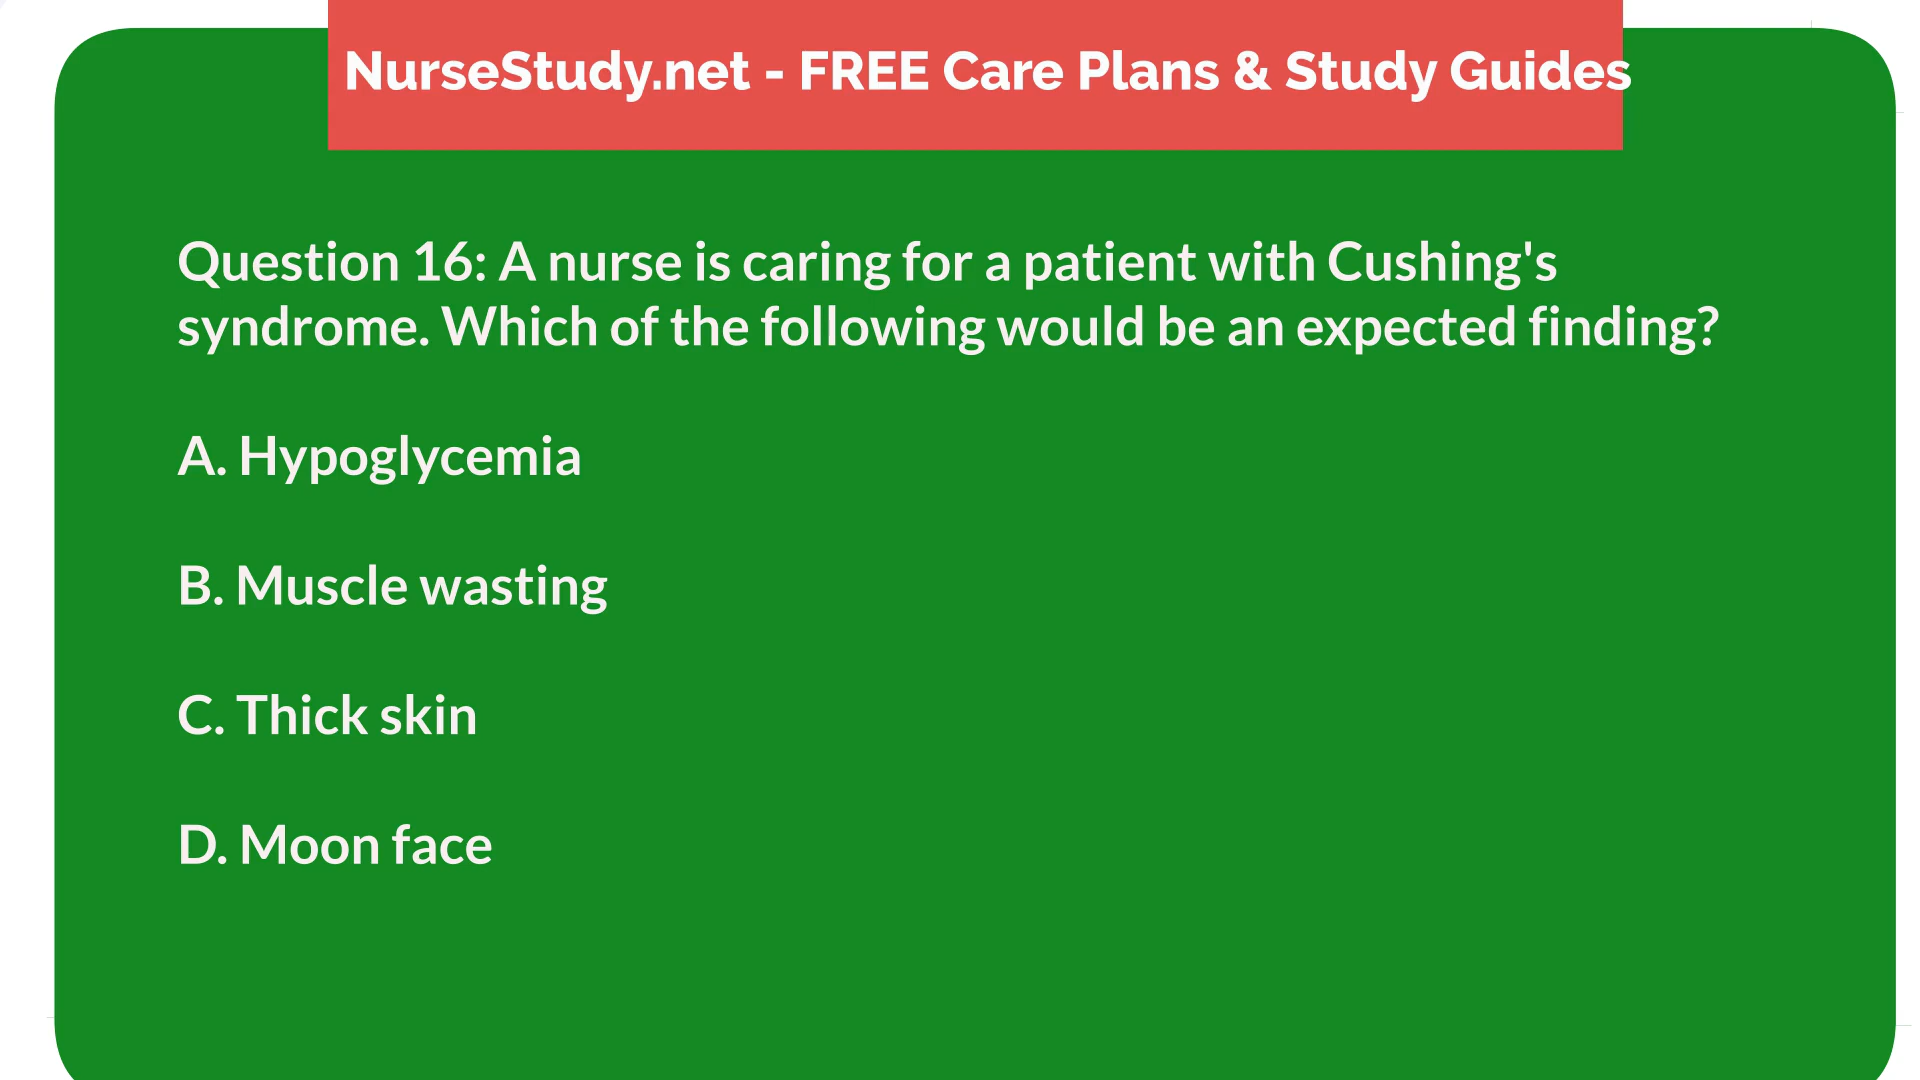 NurseStudy.net - FREE Care Plans & Study Guides
Question 16: A nurse is caring for a patient with Cushing's
syndrome. Which of the following would be an expected finding?
A. Hypoglycemia
B. Muscle wasting
C. Thick skin
D. Moon face